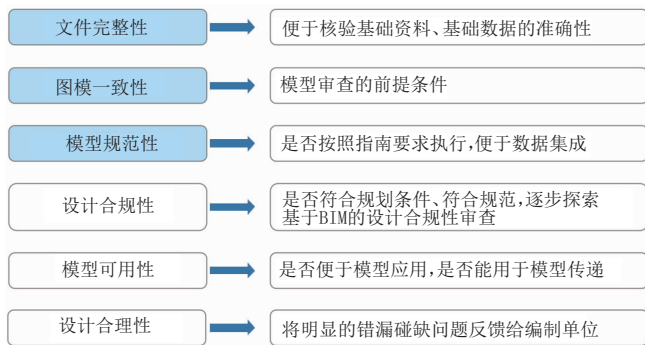 文件完整性
便于核验基础资料、基础数据的准确性
图模一致性
模型审查的前提条件
模型规范性
是否按照指南要求执行,便于数据集成
设计合规性
是否符合规划条件、符合规范,逐步探索
基于BIM的设计合规性审查
模型可用性
是否便于模型应用,是否能用于模型传递
设计合理性
将明显的错漏碰缺问题反馈给编制单位